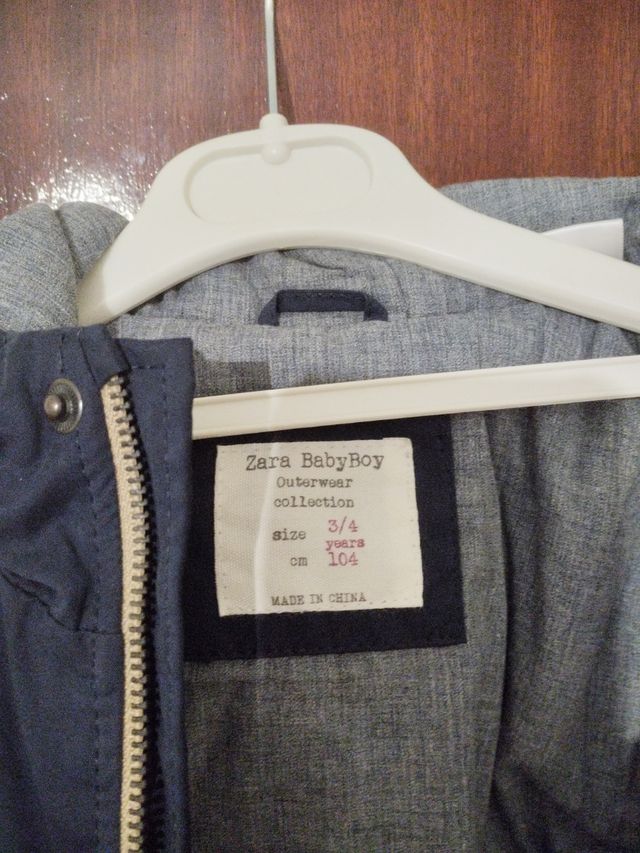 Zara BabyBoy
Outerwear
collection
size 3/4
years
cm 104
MADE IN CHINA